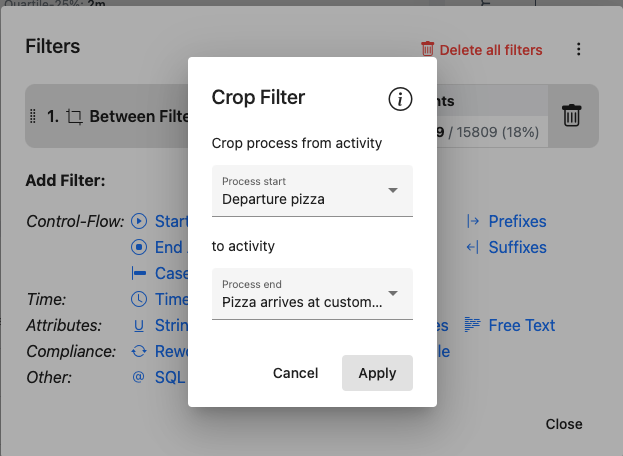 Quartile-25%: 2m
Filters
Delete all filters
Crop Filter
nts
1. Between Filte
9 / 15809 (18%)
Crop process from activity
Process start
Departure pizza
to activity
Process end
Pizza arrives at custom...
Cancel
Apply
Add Filter:
Control-Flow:
Start
Prefixes
End
Suffixes
Case
Time:
Time
Attributes:
Strin
es
Free Text
Compliance:
Rewo
le
Other:
SQL
Close